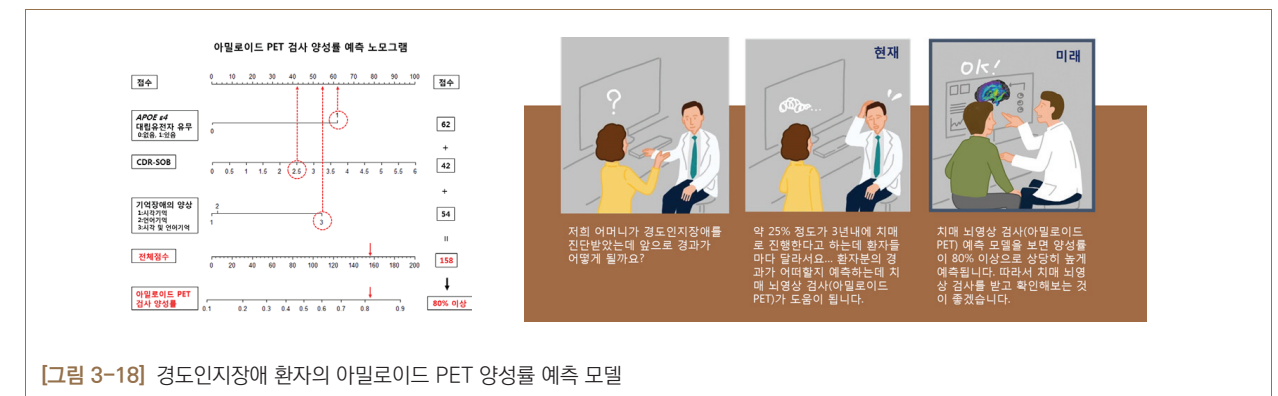 아밀로이드 PET 검사 양성률 예측 노모그램
점수
0 10 20 30 40 50 60 70 80 90 100
점수
APOE ε4
대립유전자 유무
0:없음, 1:있음
0
1
62
+
CDR-SOB
0 0.5 1 1.5 2 2.5 3 3.5 4 4.5 5 5.5 6
42
+
기억장애의 양상
1:시각기억
2:언어기억
3:시각 및 언어기억
2
1
3
54
=
전체점수
0 20 40 60 80 100 120 140 160 180 200
158
아밀로이드 PET
검사 양성률
0.1 0.2 0.3 0.4 0.5 0.6 0.7 0.8 0.9
80% 이상
?
저희 어머니가 경도인지장애를
진단받았는데 앞으로 경과가
어떻게 될까요?
현재
약 25% 정도가 3년내에 치매
로 진행한다고 하는데 환자들
마다 달라서요... 환자분의 경
과가 어떠할지 예측하는데 치
매 뇌영상 검사(아밀로이드
PET)가 도움이 됩니다.
미래
OK!
치매 뇌영상 검사(아밀로이드
PET) 예측 모델을 보면 양성률
이 80% 이상으로 상당히 높게
예측됩니다. 따라서 치매 뇌영
상 검사를 받고 확인해보는 것
이 좋겠습니다.
[그림 3-18] 경도인지장애 환자의 아밀로이드 PET 양성률 예측 모델